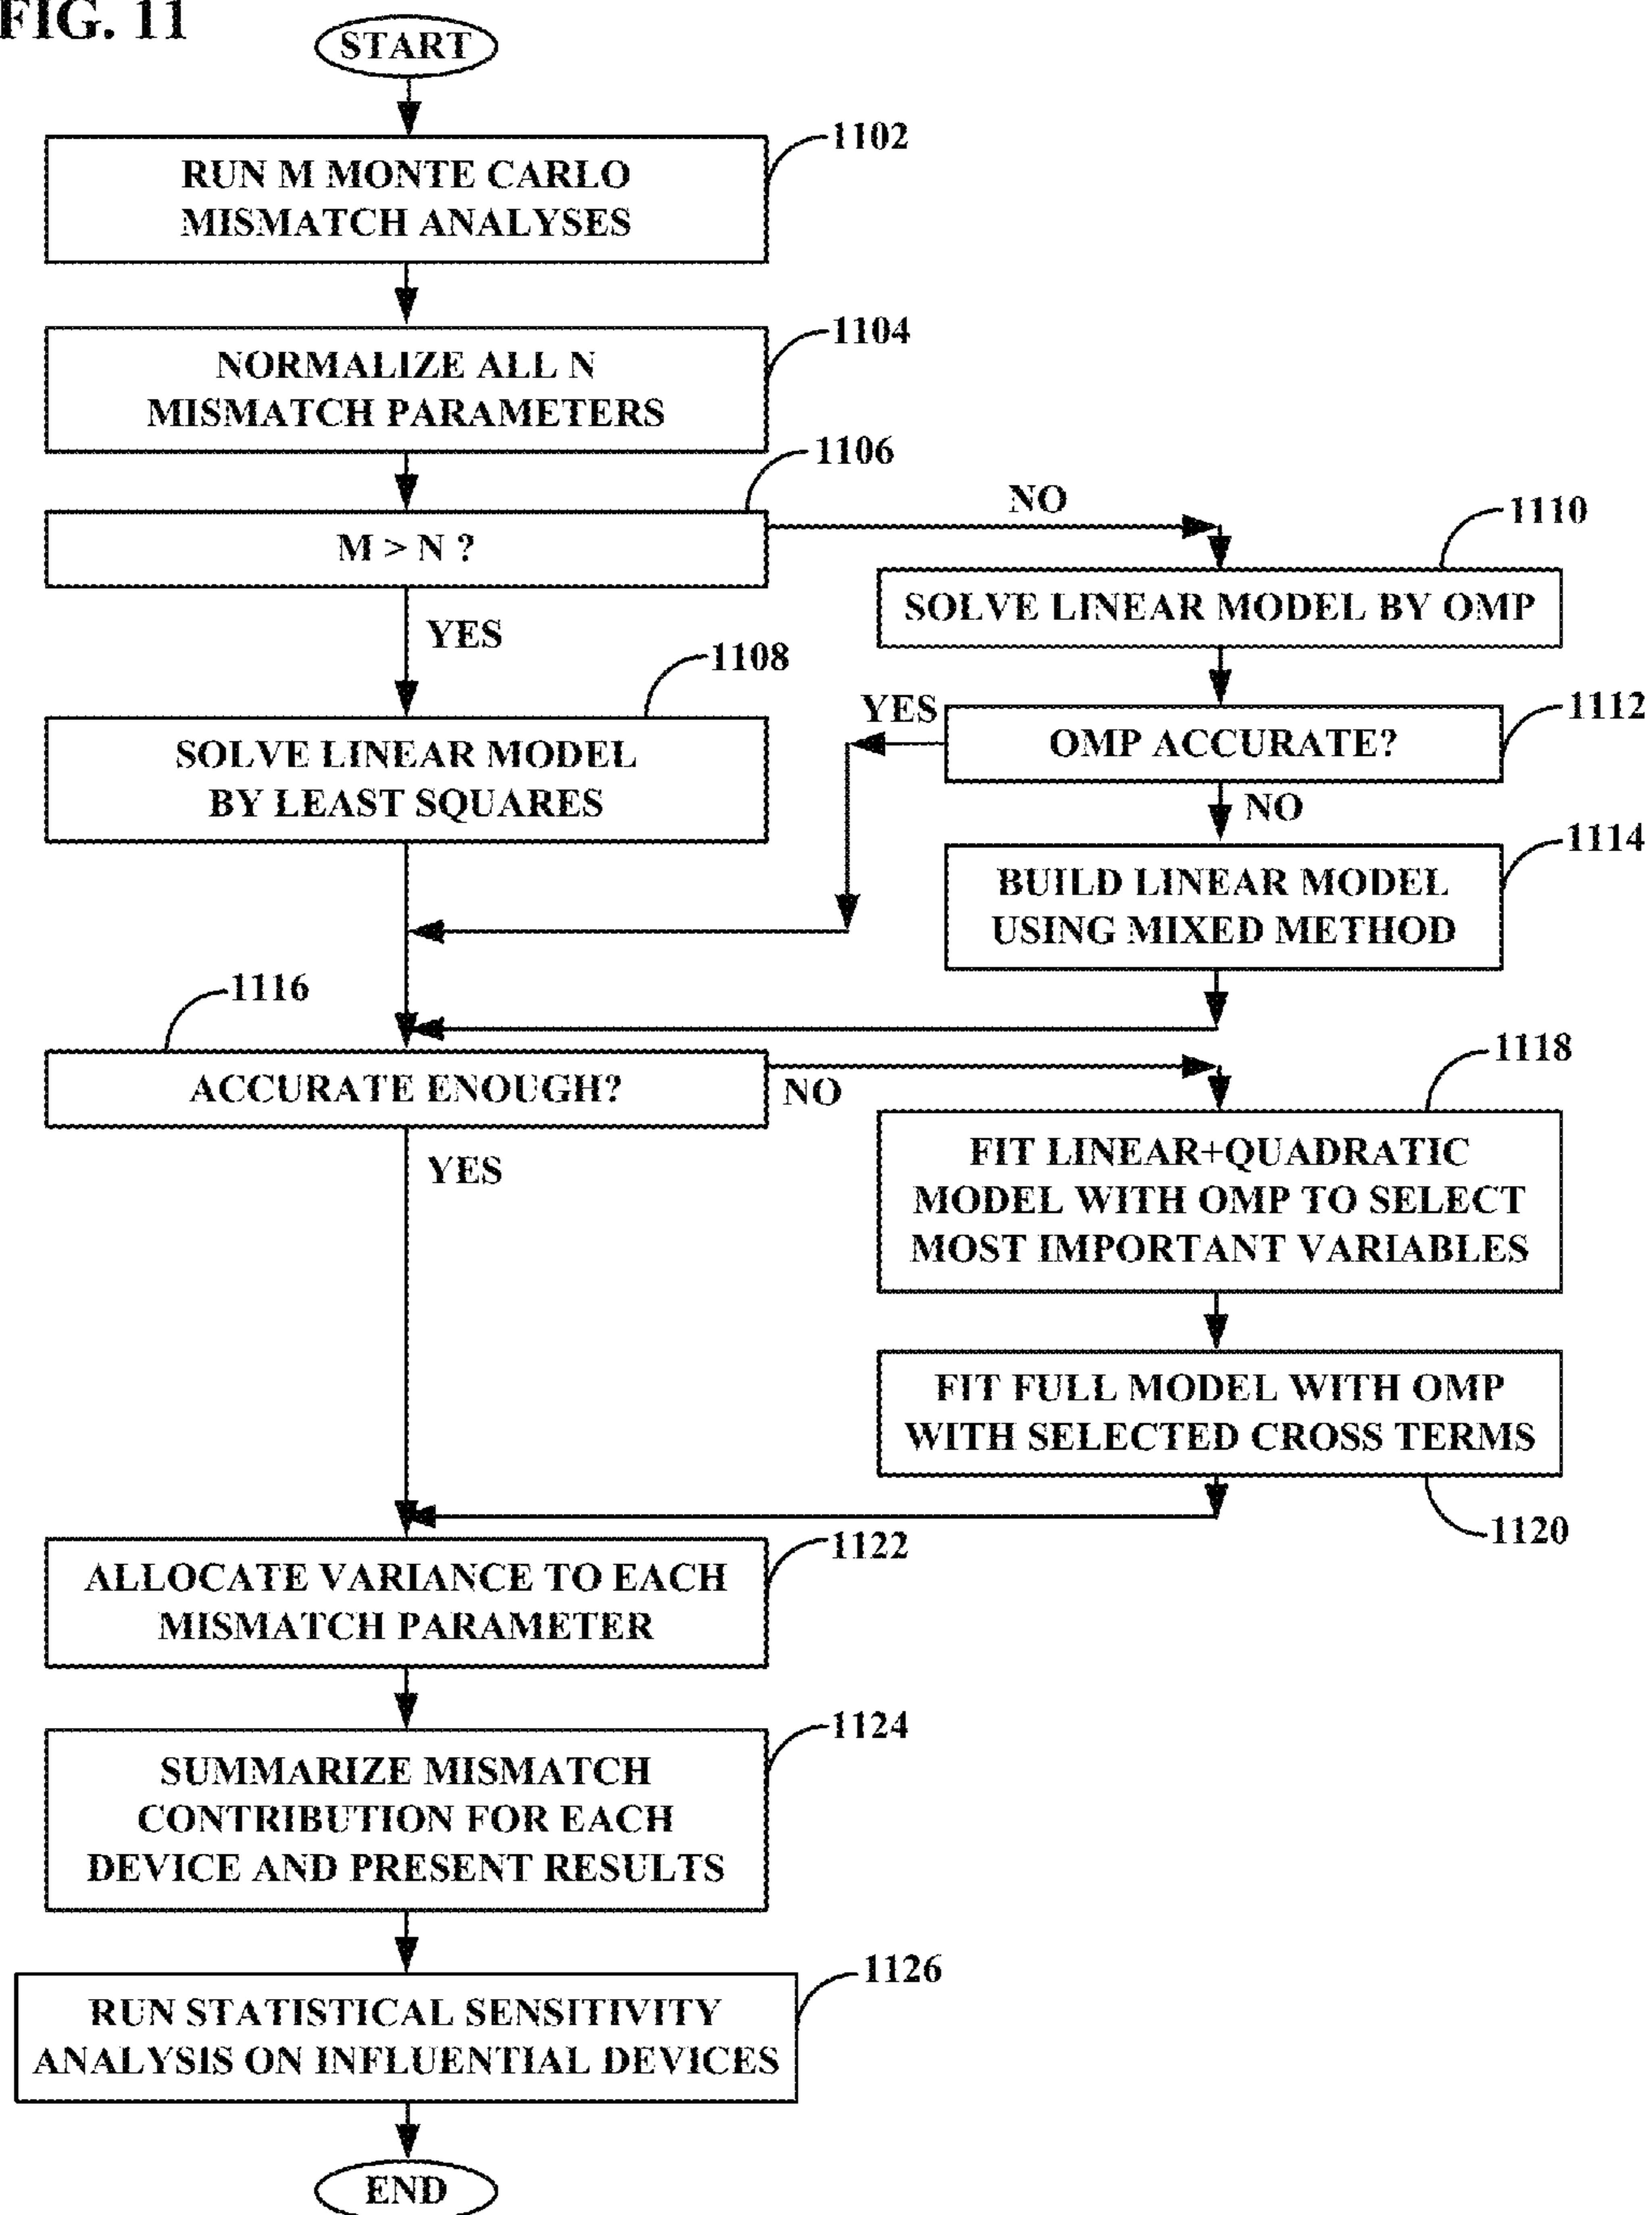 FIG. 11
START
1102
RUN M MONTE CARLO
MISMATCH ANALYSES
1104
NORMALIZE ALL N
MISMATCH PARAMETERS
1106
M > N ?
NO
1110
SOLVE LINEAR MODEL BY OMP
YES
1108
SOLVE LINEAR MODEL
BY LEAST SQUARES
YES
1112
OMP ACCURATE?
NO
1114
BUILD LINEAR MODEL
USING MIXED METHOD
1116
ACCURATE ENOUGH?
NO
1118
FIT LINEAR+QUADRATIC
MODEL WITH OMP TO SELECT
MOST IMPORTANT VARIABLES
YES
FIT FULL MODEL WITH OMP
WITH SELECTED CROSS TERMS
1120
1122
ALLOCATE VARIANCE TO EACH
MISMATCH PARAMETER
1124
SUMMARIZE MISMATCH
CONTRIBUTION FOR EACH
DEVICE AND PRESENT RESULTS
1126
RUN STATISTICAL SENSITIVITY
ANALYSIS ON INFLUENTIAL DEVICES
END